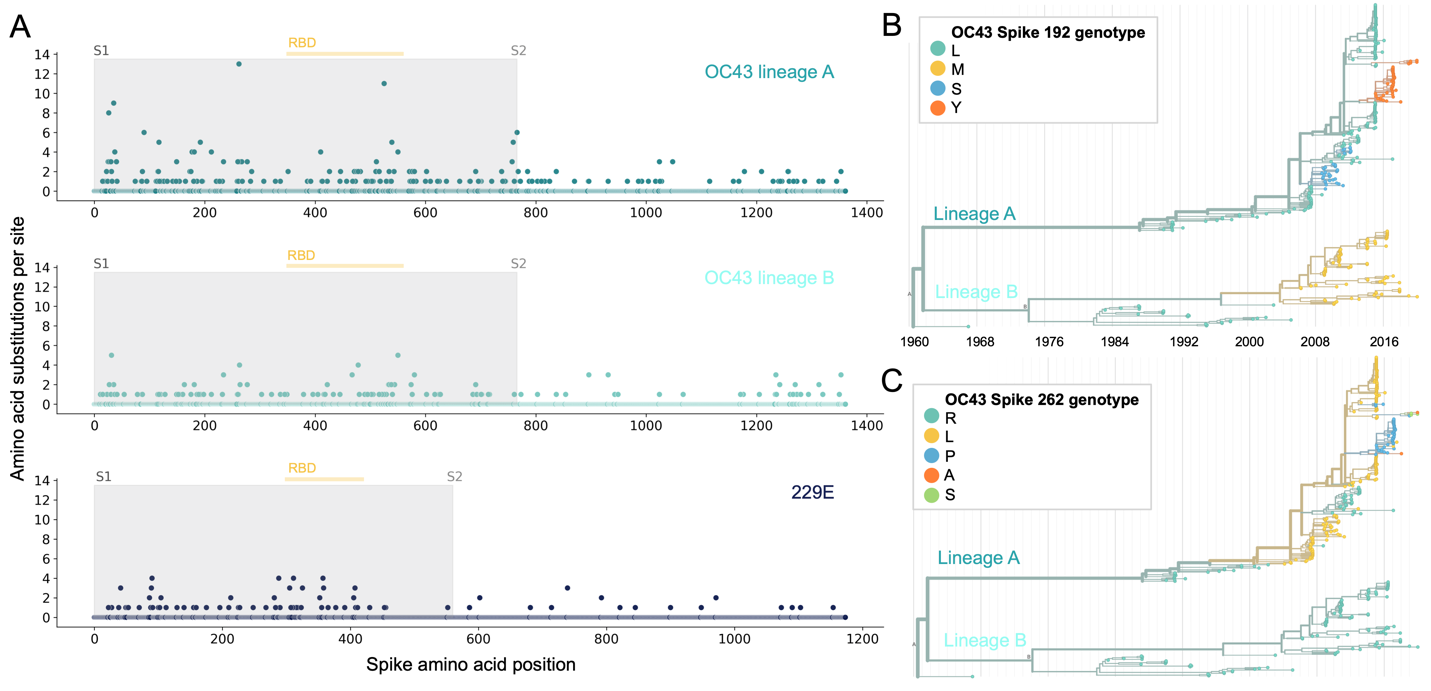 A
Amino acid substitutions per site
S1
RBD
S2
OC43 lineage A
14
12
10
8
6
4
2
0
0 200 400 600 800 1000 1200 1400
S1
RBD
S2
OC43 lineage B
14
12
10
8
6
4
2
0
0 200 400 600 800 1000 1200 1400
S1
RBD
S2
229E
14
12
10
8
6
4
2
0
0 200 400 600 800 1000 1200
Spike amino acid position
B
OC43 Spike 192 genotype
L
M
S
Y
Lineage A
Lineage B
A
B
1960 1968 1976 1984 1992 2000 2008 2016
C
OC43 Spike 262 genotype
R
L
P
A
S
Lineage A
Lineage B
A
B